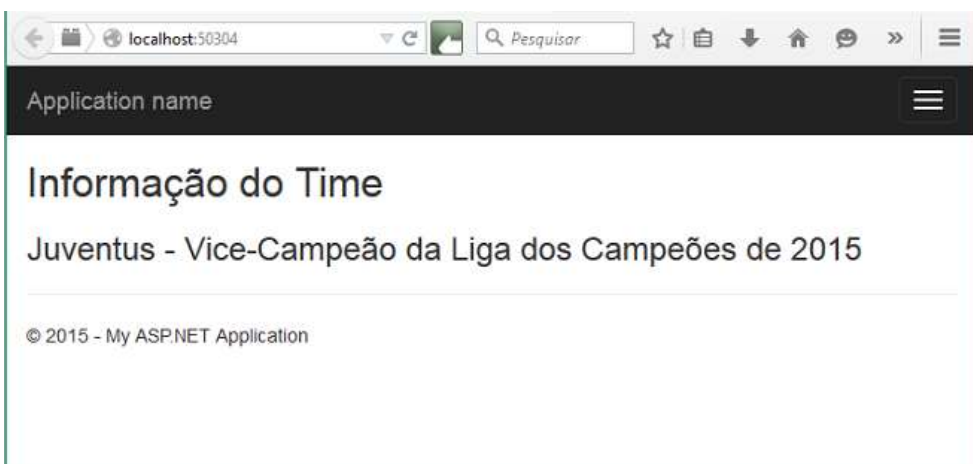 localhost:50304
Pesquisar
Application name
Informação do Time
Juventus - Vice-Campeão da Liga dos Campeões de 2015
© 2015 - My ASP.NET Application